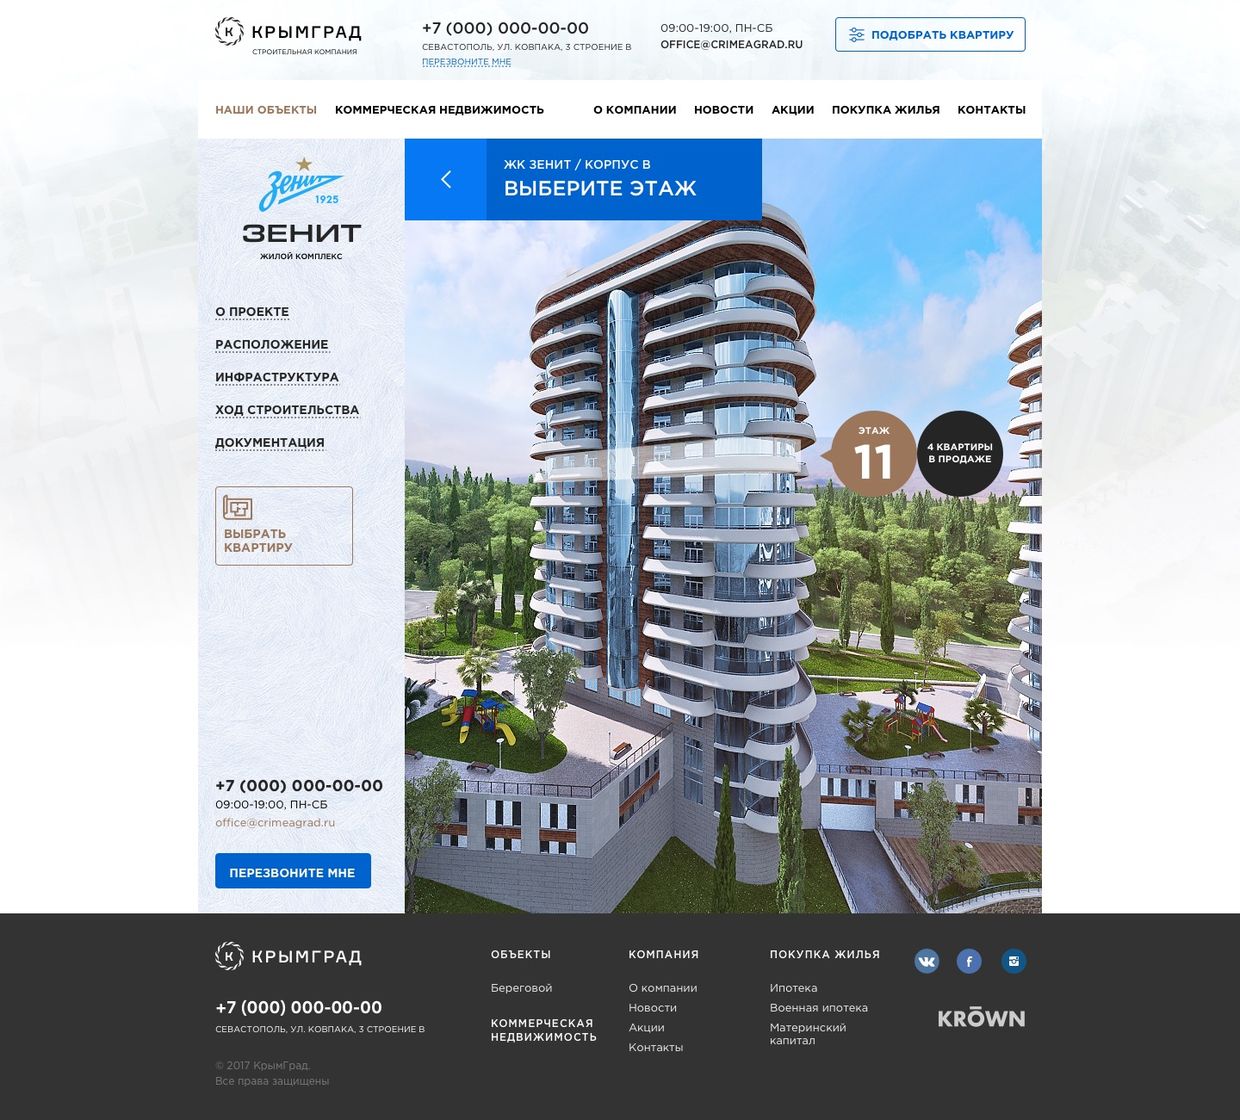 К КРЫМГРАД
СТРОИТЕЛЬНАЯ КОМПАНИЯ
+7 (000) 000-00-00
СЕВАСТОПОЛЬ, УЛ. КОВПАКА, 3 СТРОЕНИЕ В
ПЕРЕЗВОНИТЕ МНЕ
09:00-19:00, ПН-СБ
OFFICE@CRIMEAGRAD.RU
ПОДОБРАТЬ КВАРТИРУ
НАШИ ОБЪЕКТЫ КОММЕРЧЕСКАЯ НЕДВИЖИМОСТЬ О КОМПАНИИ НОВОСТИ АКЦИИ ПОКУПКА ЖИЛЬЯ КОНТАКТЫ
Зенит
1925
ЗЕНИТ
ЖИЛОЙ КОМПЛЕКС
О ПРОЕКТЕ
РАСПОЛОЖЕНИЕ
ИНФРАСТРУКТУРА
ХОД СТРОИТЕЛЬСТВА
ДОКУМЕНТАЦИЯ
ВЫБРАТЬ
КВАРТИРУ
+7 (000) 000-00-00
09:00-19:00, ПН-СБ
office@crimeagrad.ru
ПЕРЕЗВОНИТЕ МНЕ
ЖК ЗЕНИТ / КОРПУС В
ВЫБЕРИТЕ ЭТАЖ
ЭТАЖ
11
4 КВАРТИРЫ
В ПРОДАЖЕ
К КРЫМГРАД
+7 (000) 000-00-00
СЕВАСТОПОЛЬ, УЛ. КОВПАКА, 3 СТРОЕНИЕ В
© 2017 КрымГрад.
Все права защищены
ОБЪЕКТЫ
Береговой
КОММЕРЧЕСКАЯ
НЕДВИЖИМОСТЬ
КОМПАНИЯ
О компании
Новости
Акции
Контакты
ПОКУПКА ЖИЛЬЯ
Ипотека
Военная ипотека
Материнский
капитал
KRŌWN